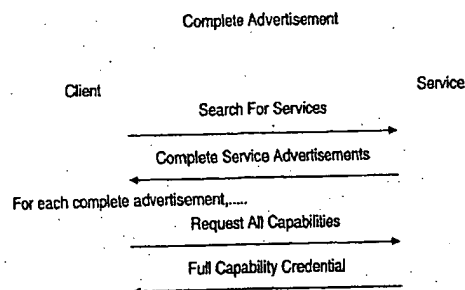 Complete Advertisement
Client
Service
Search For Services
Complete Service Advertisements
For each complete advertisement,.....
Request All Capabilities
Full Capability Credential